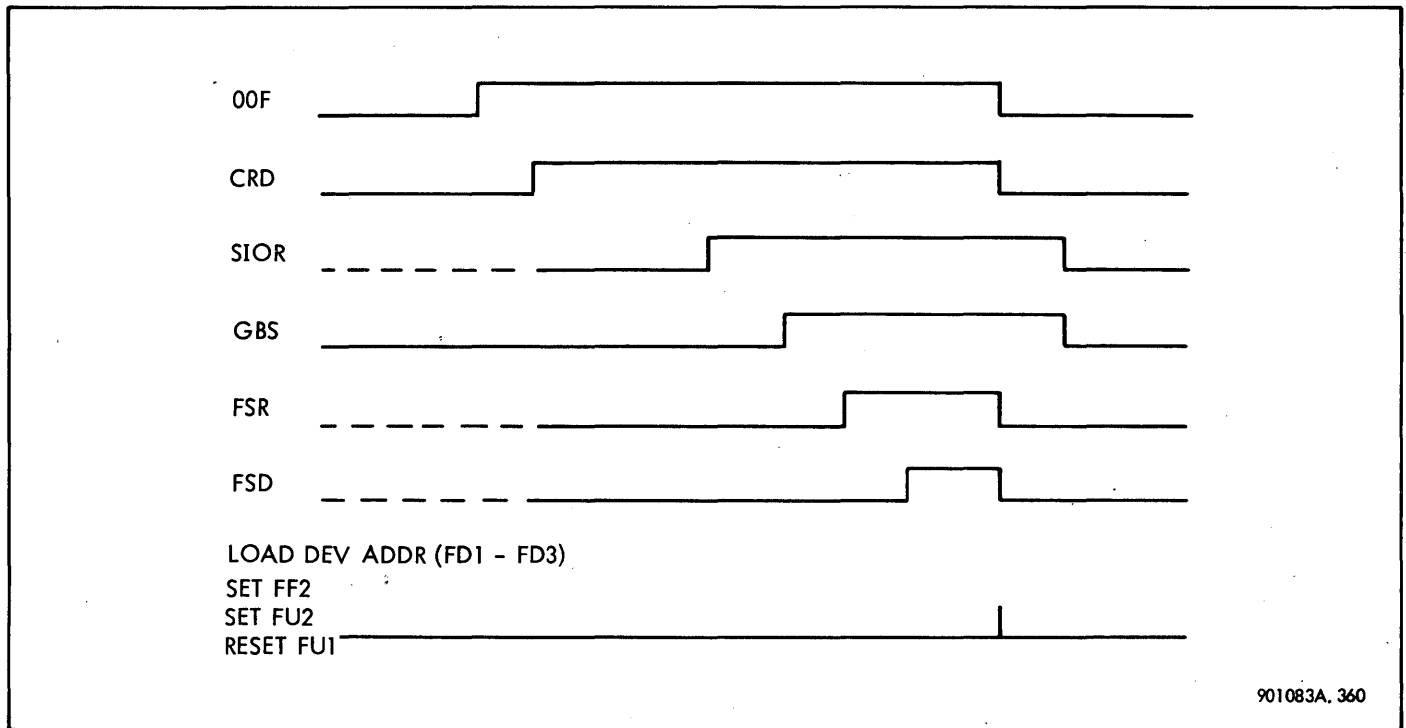 00F
CRD
SIOR
GBS
FSR
FSD
LOAD DEV ADDR (FD1 - FD3)
SET FF2
SET FU2
RESET FU1
901083A. 360